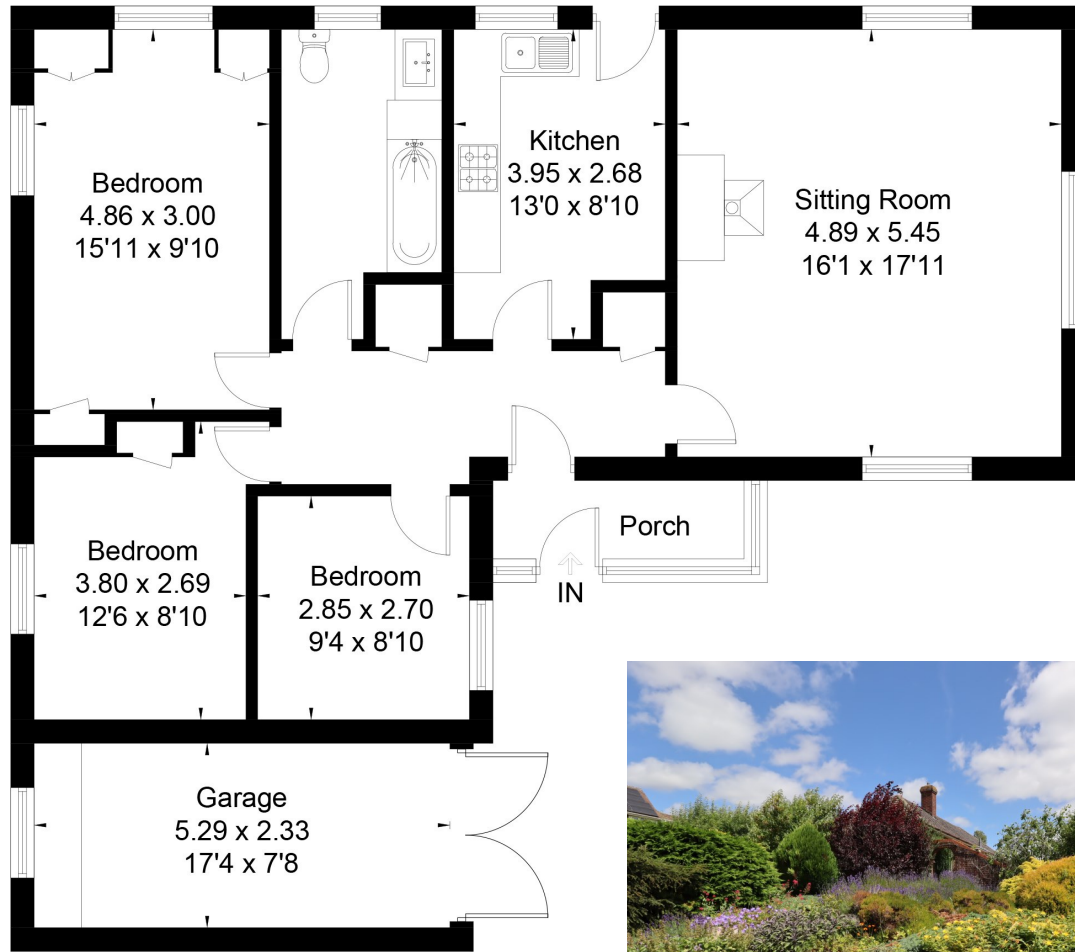 Bedroom
4.86 x 3.00
15'11 x 9'10
Kitchen
3.95 x 2.68
13'0 x 8'10
Sitting Room
4.89 x 5.45
16'1 x 17'11
Bedroom
3.80 x 2.69
12'6 x 8'10
Bedroom
2.85 x 2.70
9'4 x 8'10
Porch
IN
Garage
5.29 x 2.33
17'4 x 7'8